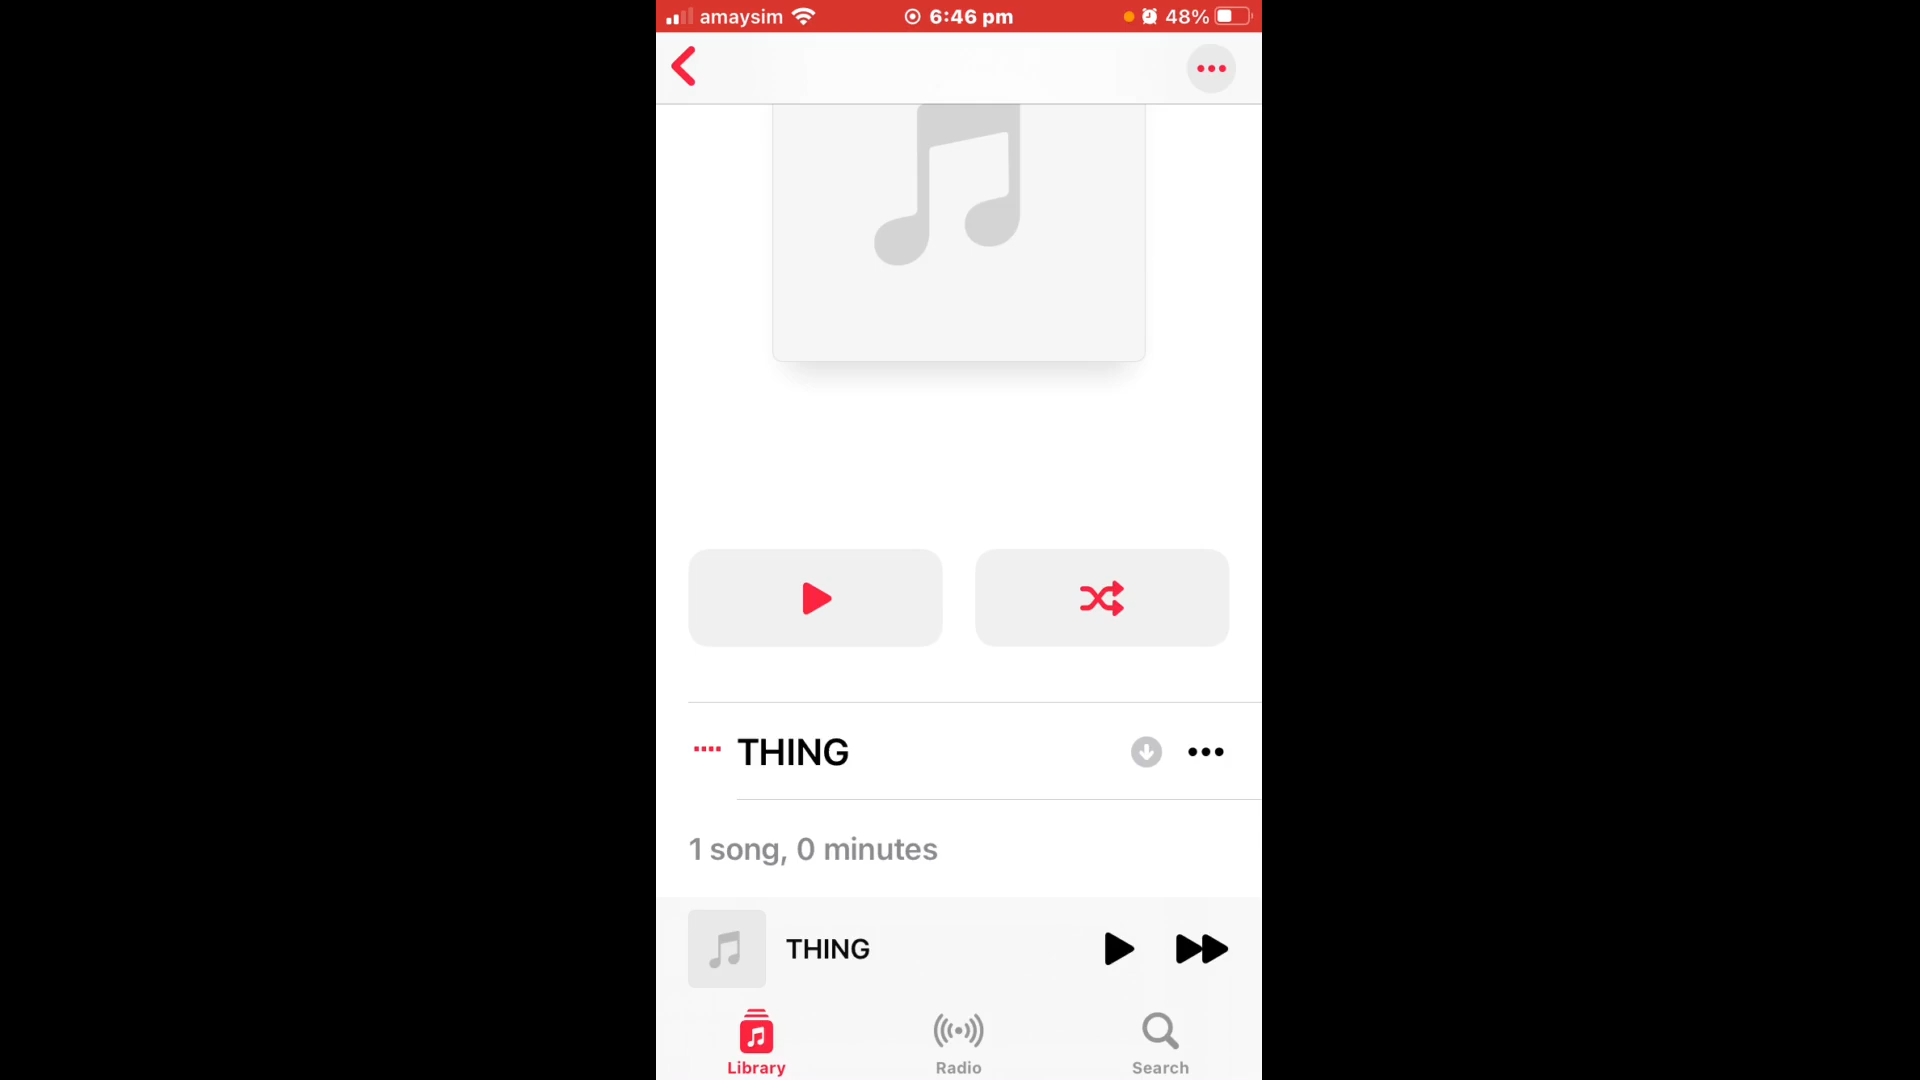 amaysim 6:46 pm 48%
THING
1 song, 0 minutes
THING
Library Radio Search